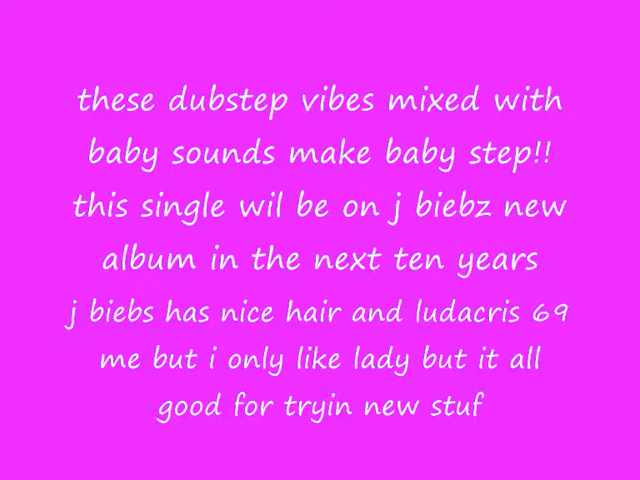 these dubstep vibes mixed with
baby sounds make baby step!!
this single wil be on j biebz new
album in the next ten years
j biebs has nice hair and ludacris 69
me but i only like lady but it all
good for tryin new stuf